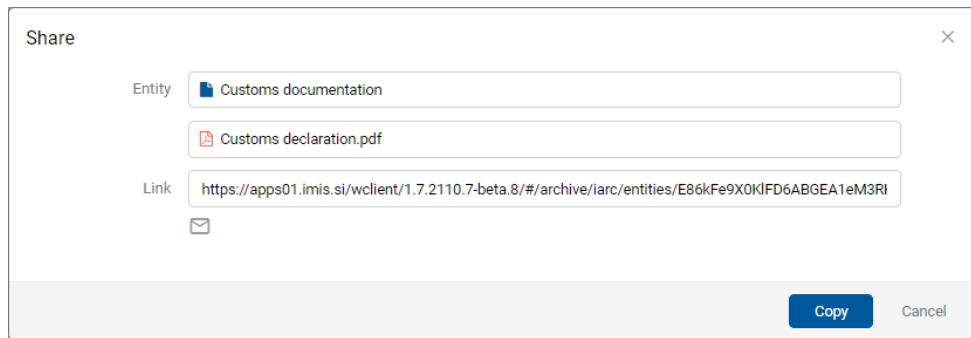 Share
Entity
Customs documentation
Customs declaration.pdf
Link
https://apps01.imis.si/wclient/1.7.2110.7-beta.8/#/archive/iarc/entities/E86kFe9X0KlFD6ABGEA1eM3R
Copy
Cancel